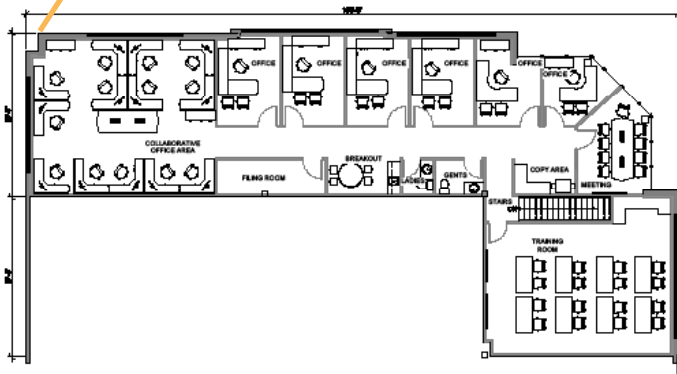 OFFICE
OFFICE
OFFICE
OFFICE
OFFICE
OFFICE
COLLABORATIVE
OFFICE AREA
FILING ROOM
BREAKOUT
LADIES
GENTS
COPY AREA
MEETING
STAIRS
TRAINING
ROOM